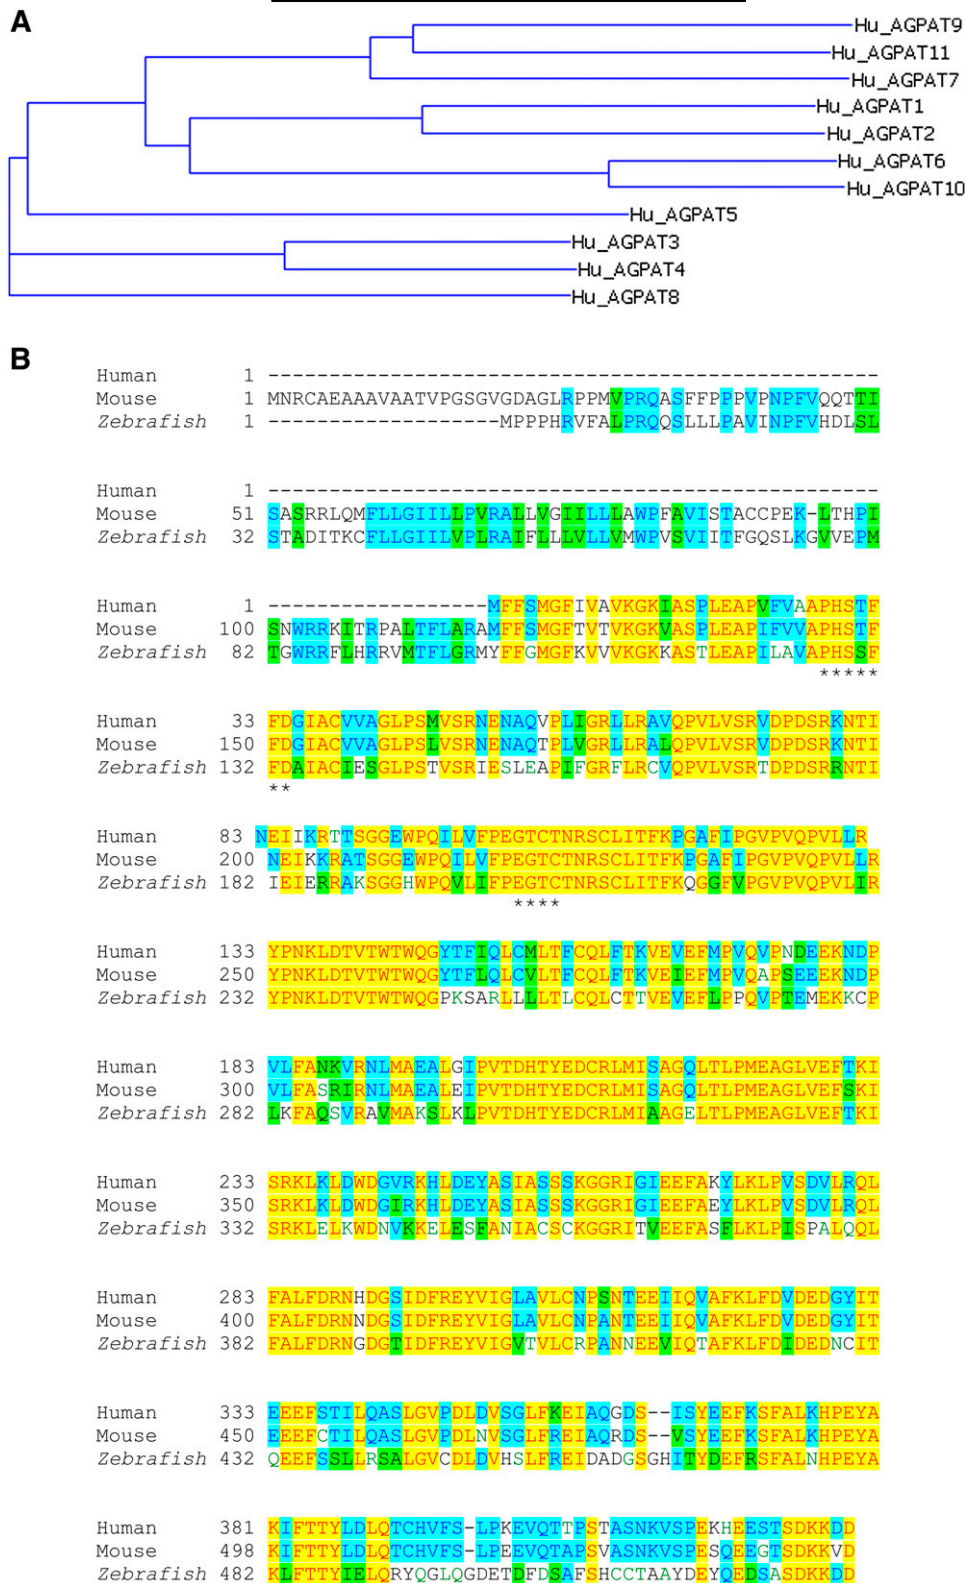 A
Hu_AGPAT9
Hu_AGPAT11
Hu_AGPAT7
Hu_AGPAT1
Hu_AGPAT2
Hu_AGPAT6
Hu_AGPAT10
Hu_AGPAT5
Hu_AGPAT3
Hu_AGPAT4
Hu_AGPAT8
B
Human 1 --------------------------------------------------
Mouse 1 MNRCAEAAAVAATVPGSGVGDAGLRPPMVPRQASFFPPPVPNPFVQQTTI
Zebrafish 1 -------------------MPPPHRVFALPRQQSLLLPAVINPFVHDLSL
Human 1 --------------------------------------------------
Mouse 51 SASRRLQMFLLGIILLPVRALLVGIILLLAWPFAVISTACCPEK-LTHPI
Zebrafish 32 STADITKCFLLGIILVPLRAIFLLLVLLVMWPVSVIITFGQSLKGVVEPM
Human 1 ------------------MFFSMGFIVAVKGKIASPLEAPVFVAAPHSTF
Mouse 100 SNWRRKITRPALTFLARAMFFSMGFTVTVKGKVASPLEAPIFVVAPHSTF
Zebrafish 82 TGWRRFLHRRVMTFLGRMYFFGMGFKVVVKGKKASTLEAPILAVAPHSSF
*****
Human 33 FDGIACVVAGLPSMVSRNENAQVPLIGRLLRAVQPVLVSRVDPDSRKNTI
Mouse 150 FDGIACVVAGLPSLVSRNENAQTPLVGRLLRALQPVLVSRVDPDSRKNTI
Zebrafish 132 FDAIACIESGLPSTVSRIESLEAPIFGRFLRCVQPVLVSRTDPDSRRNTI
**
Human 83 NEIIKRTTSGGEWPQILVFPEGTCTNRSCLITFKPGAFIPGVPVQPVLLR
Mouse 200 NEIKKRATSGGEWPQILVFPEGTCTNRSCLITFKPGAFIPGVPVQPVLLR
Zebrafish 182 IEIERRAKSGGHWPQVLIFPEGTCTNRSCLITFKQGGFVPGVPVQPVLIR
****
Human 133 YPNKLDTVTWTWQGYTFIQLCMLTFCQLFTKVEVEFMPVQVPNDEEKNDP
Mouse 250 YPNKLDTVTWTWQGYTFLQLCVLTFCQLFTKVEIEFMPVQAPSEEEKNDP
Zebrafish 232 YPNKLDTVTWTWQGPKSARLLLLTLCQLCTTVEVEFLPPQVPTEMEKKCP
Human 183 VLFANKVRNLMAEALGIPVTDHTYEDCRLMISAGQLTLPMEAGLVEFTKI
Mouse 300 VLFASRIRNLMAEALEIPVTDHTYEDCRLMISAGQLTLPMEAGLVEFSKI
Zebrafish 282 LKFAQSVRAVMAKSLKLPVTDHTYEDCRLMIAAGELTLPMEAGLVEFTKI
Human 233 SRKLKLDWDGVRKHLDEYASIASSSKGGRIGIEEFAKYLKLPVSDVLRQL
Mouse 350 SRKLKLDWDGIRKHLDEYASIASSSKGGRIGIEEFAEYLKLPVSDVLRQL
Zebrafish 332 SRKLELKWDNVKKELESFANIACSCKGGRITVEEFASFLKLPISPALQQL
Human 283 FALFDRNHDGSIDFREYVIGLAVLCNPSNTEEIIQVAFKLFDVDEDGYIT
Mouse 400 FALFDRNNDGSIDFREYVIGLAVLCNPANTEEIIQVAFKLFDVDEDGYIT
Zebrafish 382 FALFDRNGDGTIDFREYVIGVTVLCRPANNEEVIQTAFKLFDIDEDNCIT
Human 333 EEEFSTILQASLGVPDLDVSGLFKEIAQGDS--ISYEEFKSFALKHPEYA
Mouse 450 EEEFCTILQASLGVPDLNVSGLFREIAQRDS--VSYEEFKSFALKHPEYA
Zebrafish 432 QEEFSSLLRSALGVCDLDVHSLFREIDADGSGHITYDEFRSFALNHPEYA
Human 381 KIFTTYLDLQTCHVFS-LPKEVQTTPSTASNKVSPEKHEESTSDKKDD
Mouse 498 KIFTTYLDLQTCHVFS-LPEEVQTAPSVASNKVSPESQEEGTSDKKVD
Zebrafish 482 KLFTTYIELQRYQGLQGDETDFDSAFSHCCTAAYDEYQEDSASDKKDD